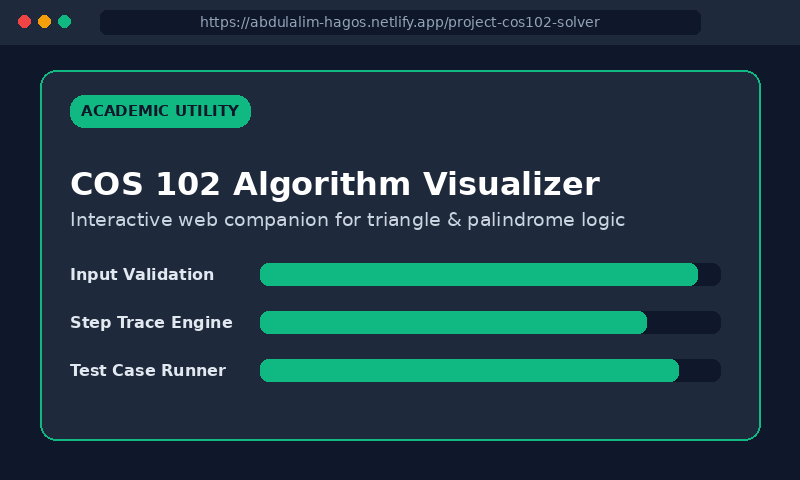 https://abdulalim-hagos.netlify.app/project-cos102-solver
ACADEMIC UTILITY
COS 102 Algorithm Visualizer
Interactive web companion for triangle & palindrome logic
Input Validation
Step Trace Engine
Test Case Runner